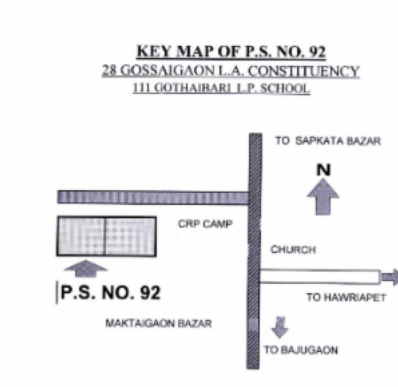 KEY MAP OF P.S. NO. 92
28 GOSSAIGAON L.A. CONSTITUENCY
111 GOTHAIBARI L.P. SCHOOL
TO SAPKATA BAZAR
N
CRP CAMP
CHURCH
P.S. NO. 92
TO HAWRIAPET
MAKTAIGAON BAZAR
TO BAJUGAON